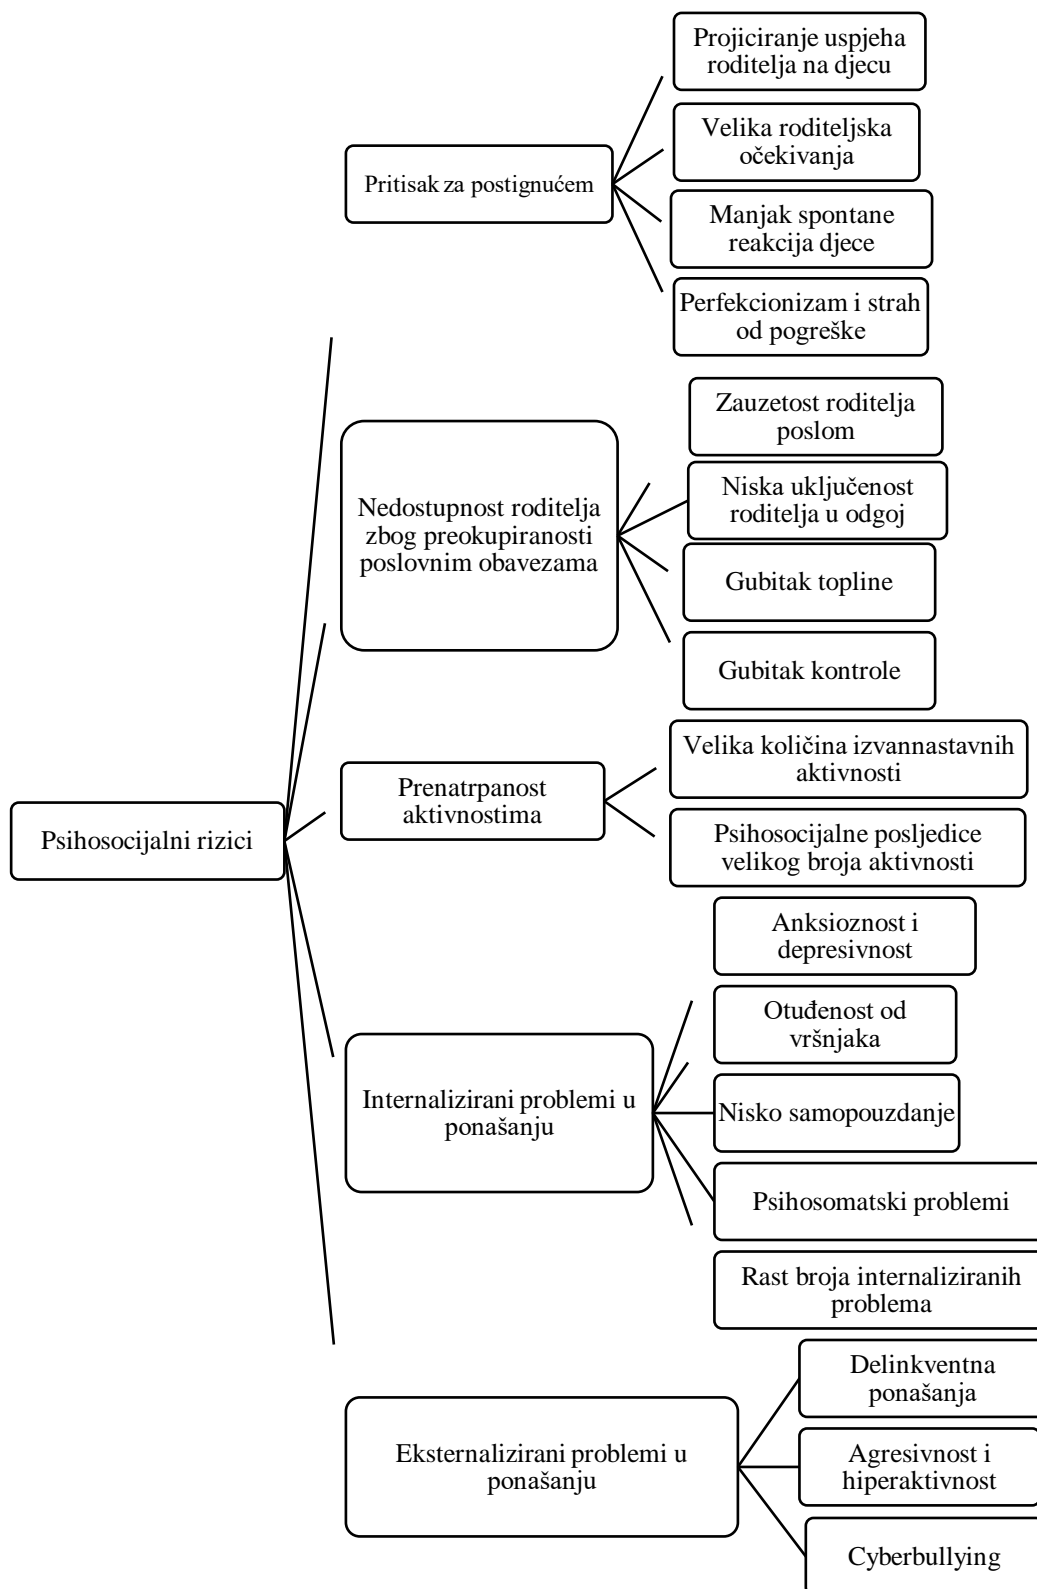 Psihosocijalni rizici
Pritisak za postignućem
Projiciranje uspjeha
roditelja na djecu
Velika roditeljska
očekivanja
Manjak spontane
reakcija djece
Perfekcionizam i strah
od pogreške
Nedostupnost roditelja
zbog preokupiranosti
poslovnim obavezama
Zauzetost roditelja
poslom
Niska uključenost
roditelja u odgoj
Gubitak topline
Gubitak kontrole
Prenatrpanost
aktivnostima
Velika količina izvannastavnih
aktivnosti
Psihosocijalne posljedice
velikog broja aktivnosti
Internalizirani problemi u
ponašanju
Anksioznost i
depresivnost
Otuđenost od
vršnjaka
Nisko samopouzdanje
Psihosomatski problemi
Rast broja internaliziranih
problema
Eksternalizirani problemi u
ponašanju
Delinkventna
ponašanja
Agresivnost i
hiperaktivnost
Cyberbullying